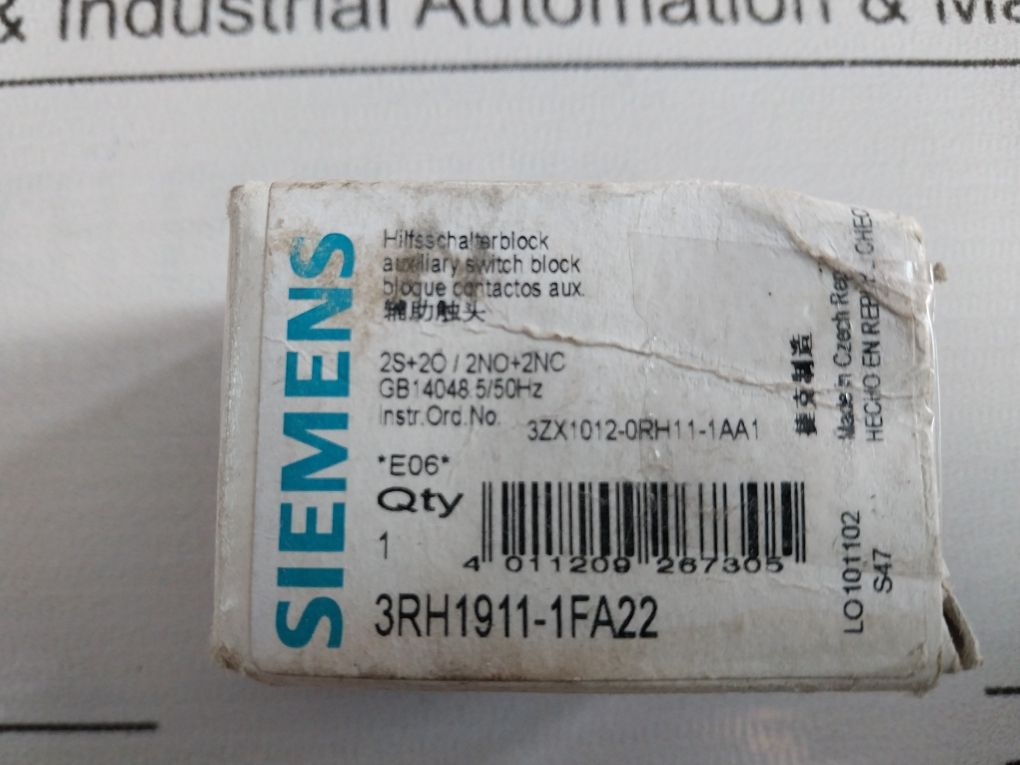 & Industrial Automation & Ma
SIEMENS
Hilfsschalterblock
auxiliary switch block
bloque contactos aux.
辅助触头
2S+2O / 2NO+2NC
GB14048.5/50Hz
Instr.Ord.No. 3ZX1012-0RH11-1AA1
*E06*
Qty
1
4 011209 267305
3RH1911-1FA22
捷克制造
Made in Czech Rep
HECHO EN REP. CHEC
LO101102
S47